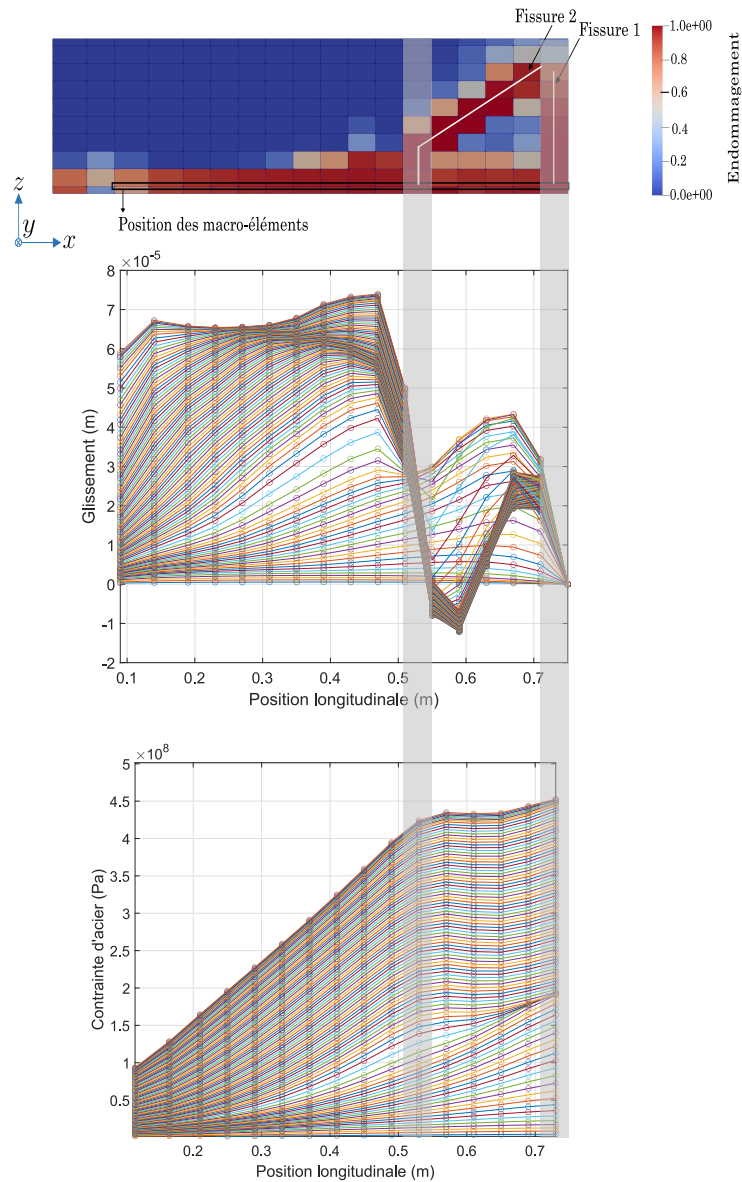 Fissure 2
Fissure 1
1.0e+00
0.8
0.6
0.4
0.2
0.0e+00
Endommagement
z
y
x
Position des macro-éléments
×10⁻⁵
8
7
6
5
4
3
2
1
0
-1
-2
Glissement (m)
0.1 0.2 0.3 0.4 0.5 0.6 0.7
Position longitudinale (m)
×10⁸
5
4.5
4
3.5
3
2.5
2
1.5
1
0.5
Contrainte d'acier (Pa)
0.2 0.3 0.4 0.5 0.6 0.7
Position longitudinale (m)